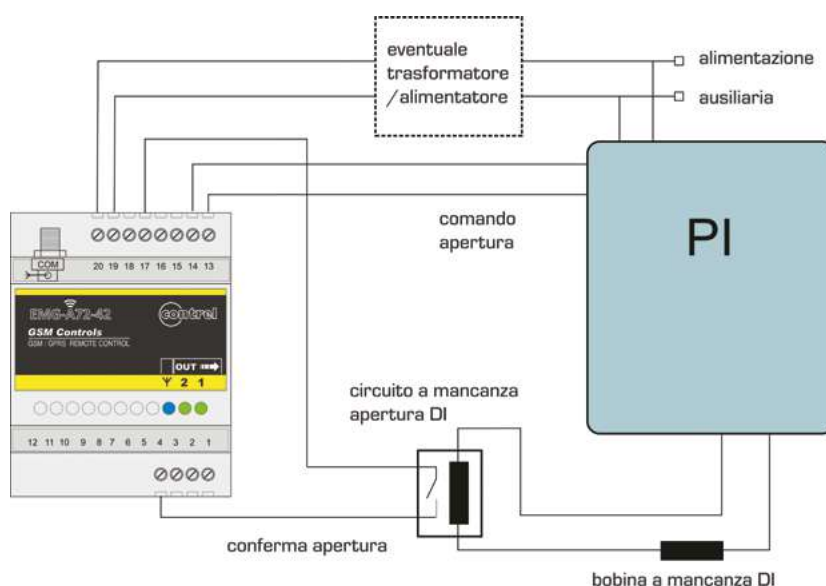 eventuale
trasformatore
/alimentatore
alimentazione
ausiliaria
comando
apertura
PI
COM
20 19 18 17 16 15 14 13
EMG-A72-42
contrel
GSM Controls
GSM / GPRS REMOTE CONTROL
OUT
2 1
12 11 10 9 8 7 6 5 4 3 2 1
circuito a mancanza
apertura DI
conferma apertura
bobina a mancanza DI